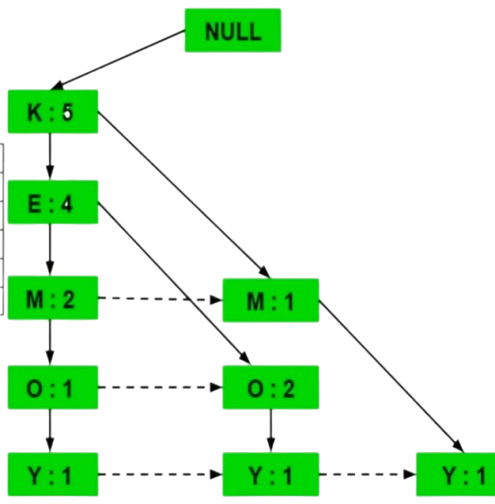 NULL
K : 5
E : 4
M : 2
M : 1
O : 1
O : 2
Y : 1
Y : 1
Y : 1